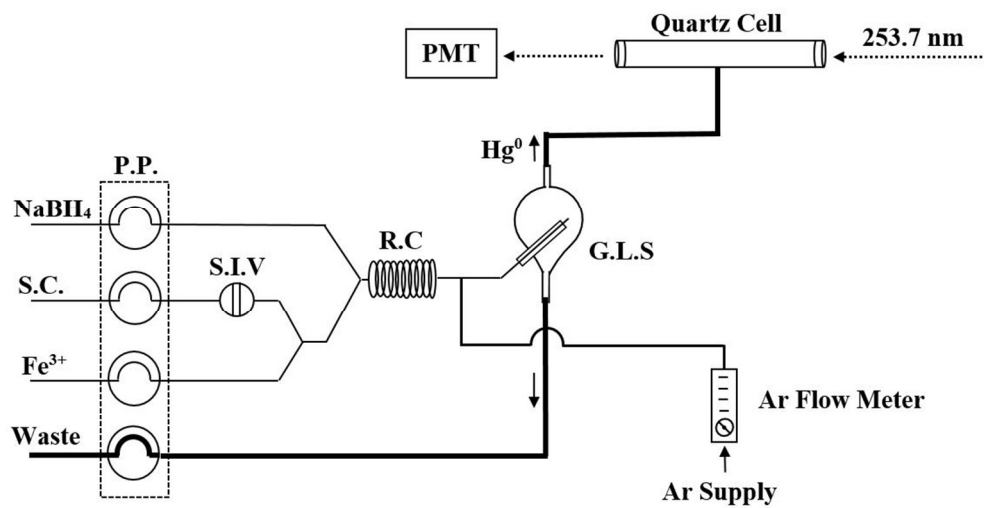 Quartz Cell
PMT
253.7 nm
Hg⁰
P.P.
NaBH₄
R.C
G.L.S
S.I.V
S.C.
Fe³⁺
Ar Flow Meter
Waste
Ar Supply